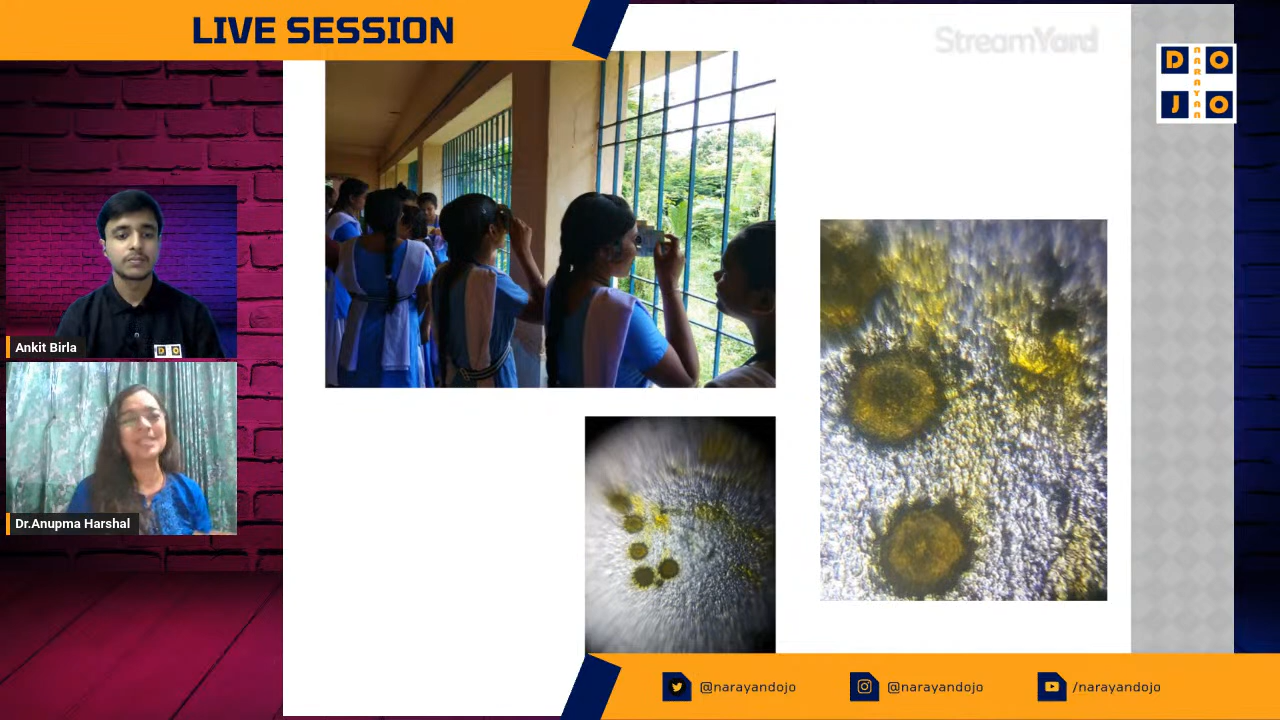 LIVE SESSION
StreamYard
D O
NARAYAN
J O
Ankit Birla
D O
Dr.Anupma Harshal
@narayandojo
@narayandojo
/narayandojo